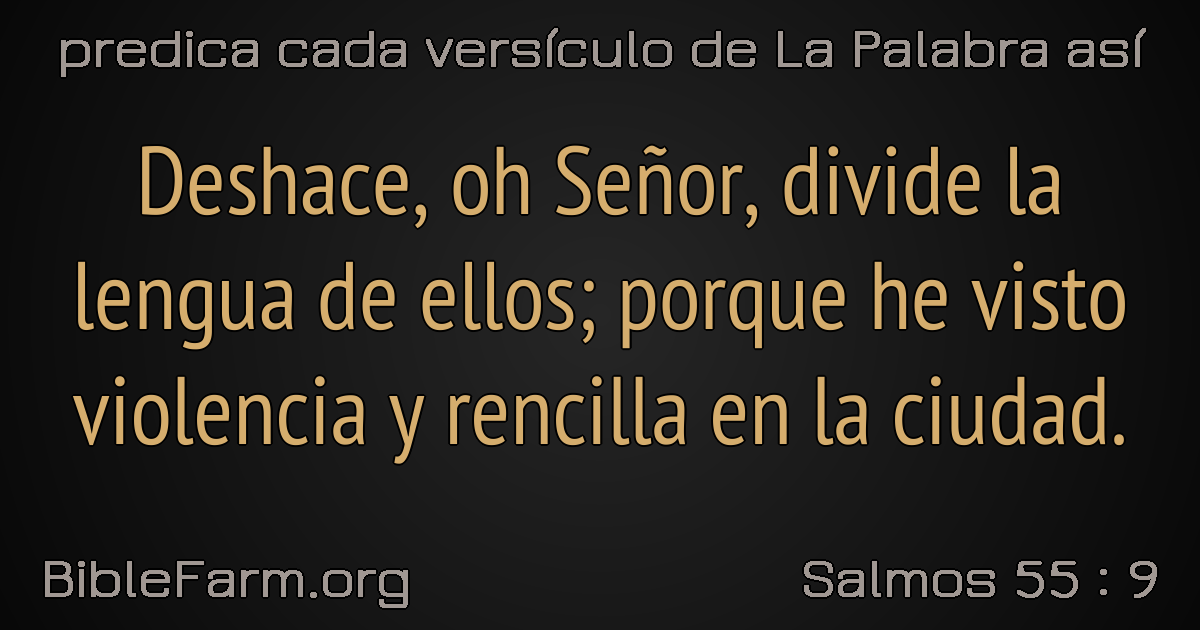 predica cada versículo de La Palabra así
Deshace, oh Señor, divide la
lengua de ellos; porque he visto
violencia y rencilla en la ciudad.
BibleFarm.org
Salmos 55 : 9